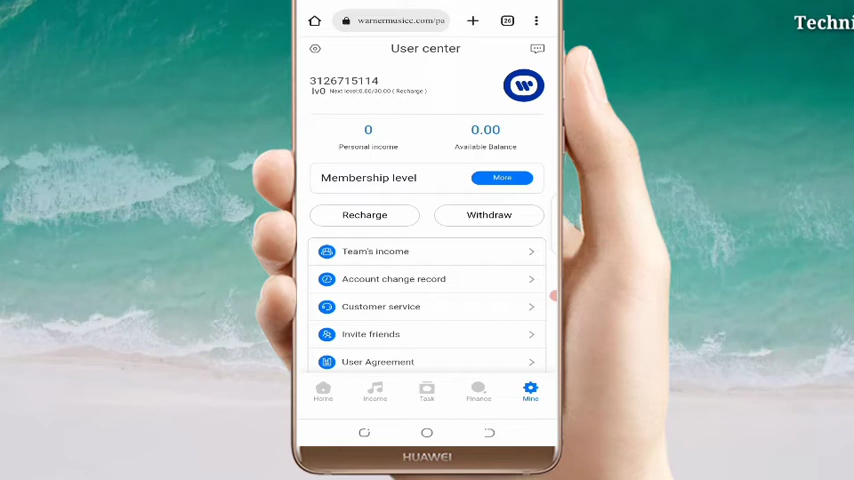 Techni
26
warnermusicc.com/pa
User center
3126715114
lv0 Next level:0.00/30.00 ( Recharge )
0
0.00
Personal income
Available Balance
Membership level
More
Recharge
Withdraw
Team's income
Account change record
Customer service
Invite friends
User Agreement
Home
Income
Task
Finance
Mine
HUAWEI